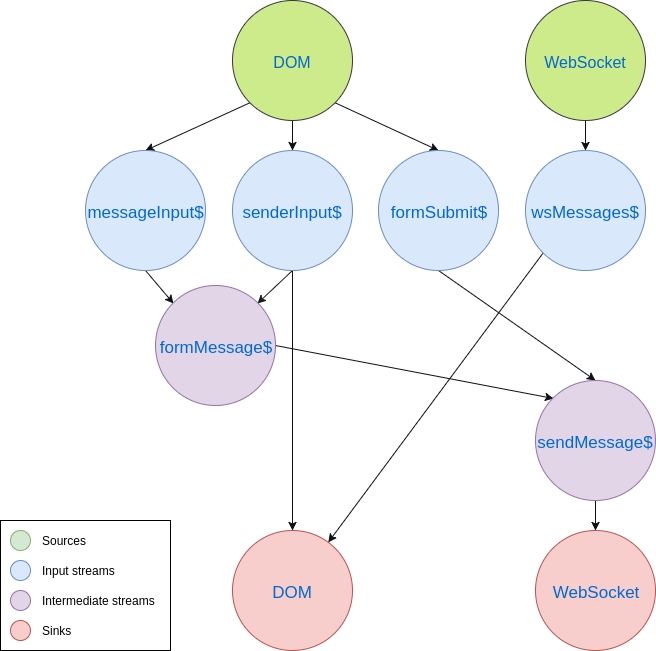 DOM
WebSocket
messageInput$
senderInput$
formSubmit$
wsMessages$
formMessage$
sendMessage$
Sources
Input streams
Intermediate streams
Sinks
DOM
WebSocket